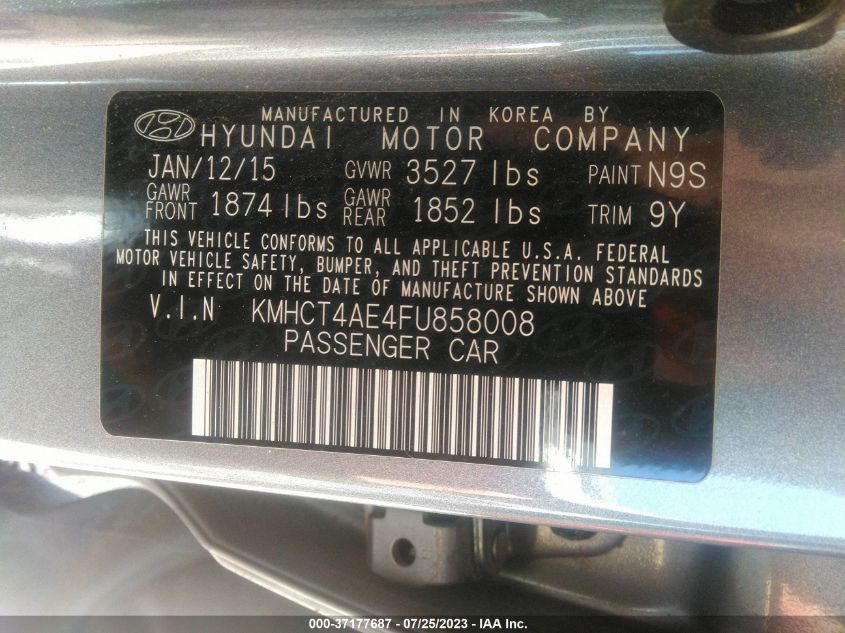 MANUFACTURED IN KOREA BY
HYUNDAI MOTOR COMPANY
JAN/12/15 GVWR 3527 lbs PAINT N9S
GAWR FRONT 1874 lbs GAWR REAR 1852 lbs TRIM 9Y
THIS VEHICLE CONFORMS TO ALL APPLICABLE U.S.A. FEDERAL
MOTOR VEHICLE SAFETY, BUMPER, AND THEFT PREVENTION STANDARDS
IN EFFECT ON THE DATE OF MANUFACTURE SHOWN ABOVE
V.I.N KMHCT4AE4FU858008
PASSENGER CAR
000-37177687 - 07/25/2023 - IAA Inc.